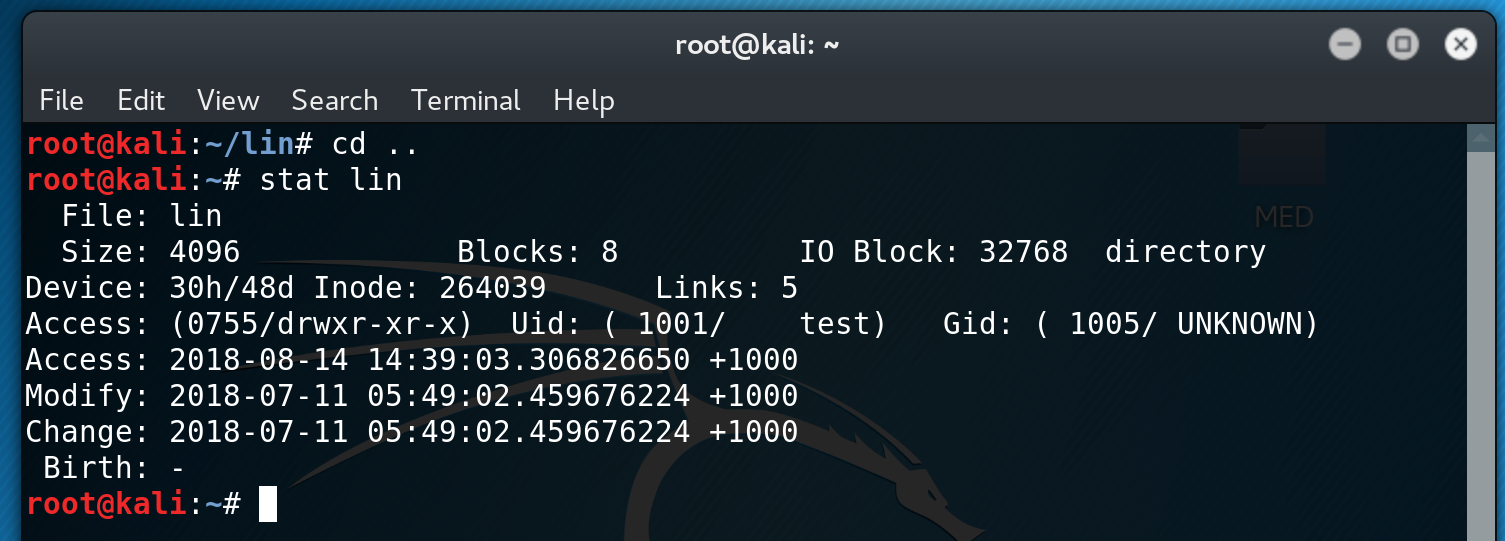 root@kali: ~
File Edit View Search Terminal Help
root@kali:~/lin# cd ..
root@kali:~# stat lin
  File: lin
  Size: 4096            Blocks: 8          IO Block: 32768  directory
Device: 30h/48d Inode: 264039      Links: 5
Access: (0755/drwxr-xr-x)  Uid: ( 1001/    test)   Gid: ( 1005/ UNKNOWN)
Access: 2018-08-14 14:39:03.306826650 +1000
Modify: 2018-07-11 05:49:02.459676224 +1000
Change: 2018-07-11 05:49:02.459676224 +1000
 Birth: -
root@kali:~#
MED